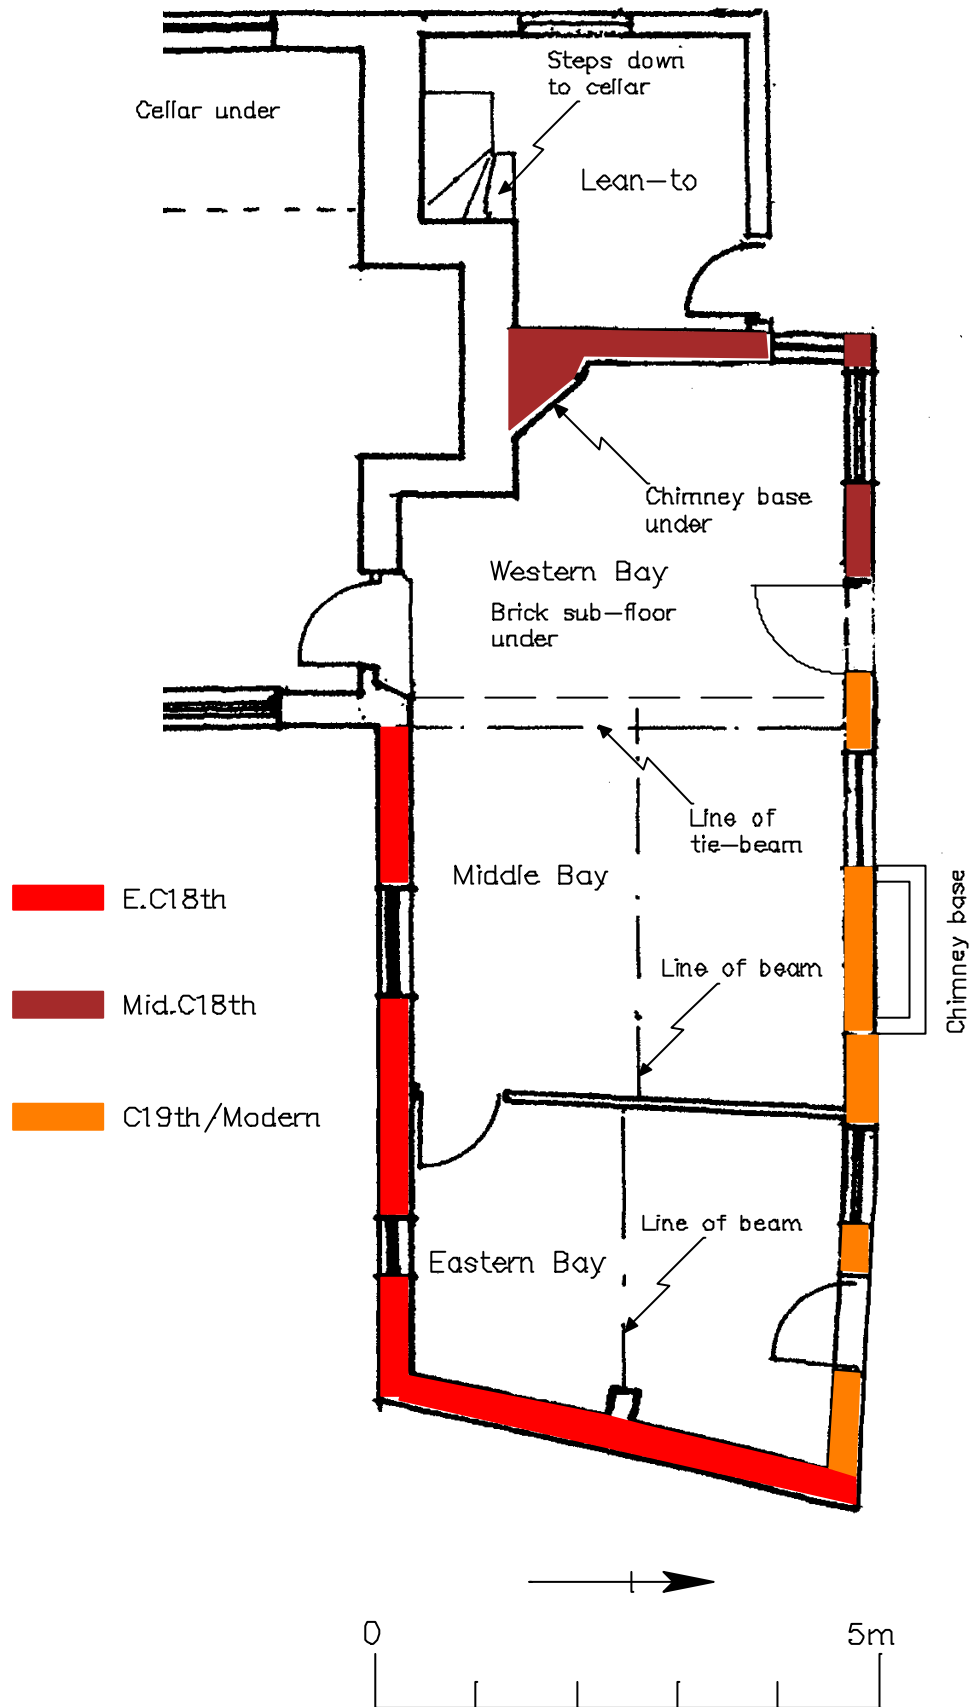 Steps down
to cellar
Cellar under
Lean-to
Chimney base
under
Western Bay
Brick sub-floor
under
Line of
tie-beam
Middle Bay
Chimney base
E.C18th
Line of beam
Mid.C18th
C19th/Modern
Line of beam
Eastern Bay
0
5m